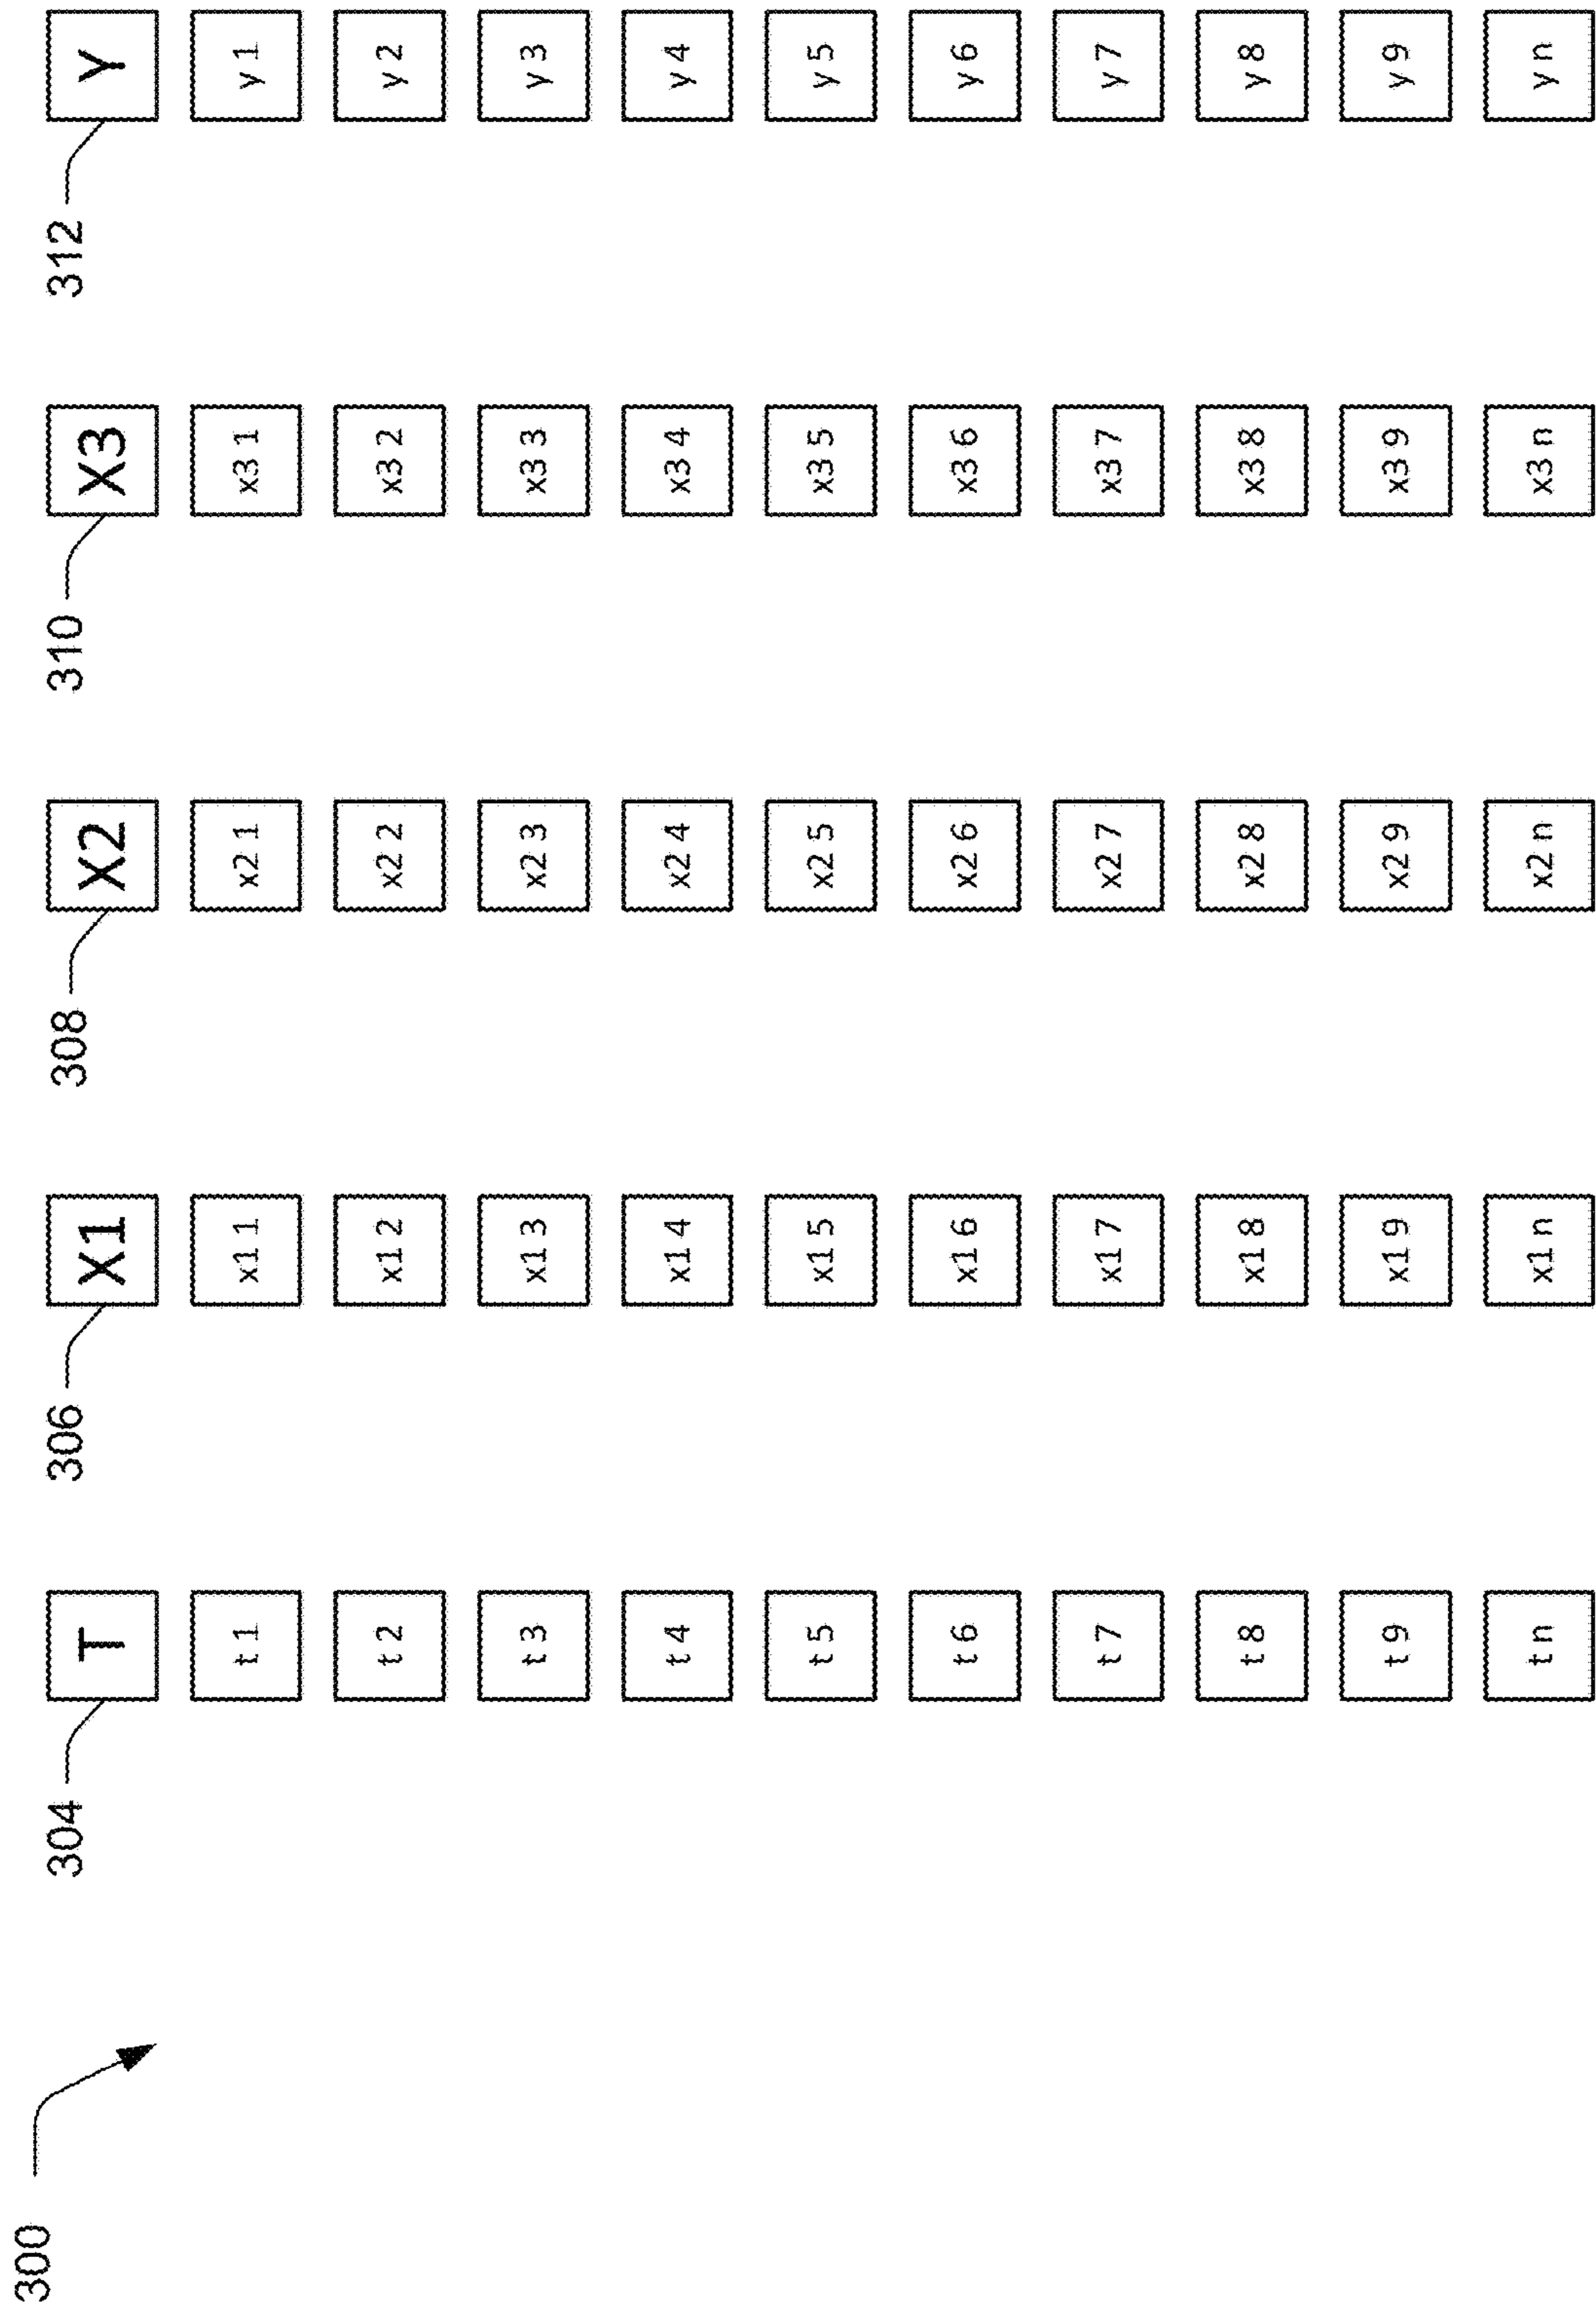 300
304 306 308 310 312
T X1 X2 X3 Y
t 1 x1 1 x2 1 x3 1 y 1
t 2 x1 2 x2 2 x3 2 y 2
t 3 x1 3 x2 3 x3 3 y 3
t 4 x1 4 x2 4 x3 4 y 4
t 5 x1 5 x2 5 x3 5 y 5
t 6 x1 6 x2 6 x3 6 y 6
t 7 x1 7 x2 7 x3 7 y 7
t 8 x1 8 x2 8 x3 8 y 8
t 9 x1 9 x2 9 x3 9 y 9
t n x1 n x2 n x3 n y n